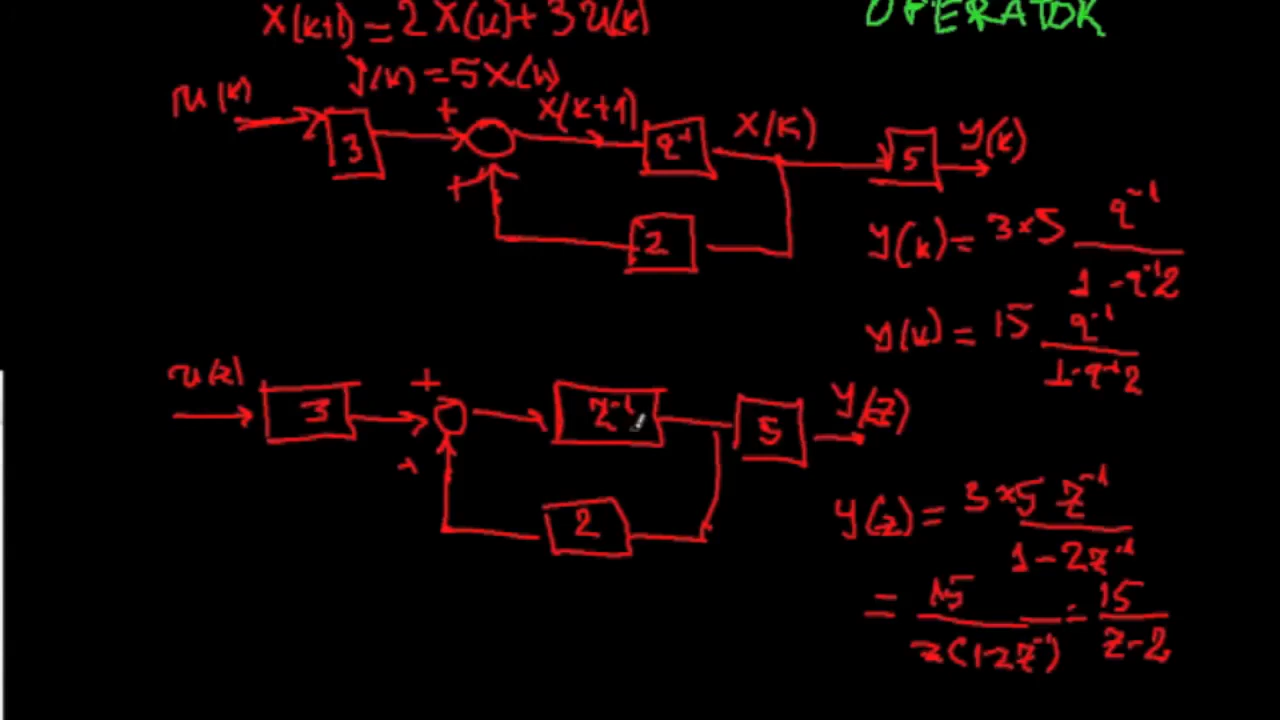 x(k+1) = 2x(k) + 3u(k)
OPERATOR
y(k) = 5x(k)
u(k)
3
+
x(k+1)
q⁻¹
x(k)
5
y(k)
+
2
y(k) = 3×5 q⁻¹ / 1 - q⁻¹2
y(k) = 15 q⁻¹ / 1-q⁻¹2
u(z)
3
+
z⁻¹
5
y(z)
+
2
y(z) = 3×5 z⁻¹ / 1-2z⁻¹
= 15 / z(1-2z⁻¹) = 15 / z-2